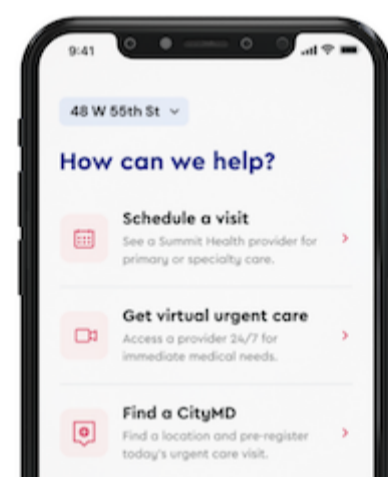 9:41
48 W 55th St
How can we help?
Schedule a visit
See a Summit Health provider for
primary or specialty care.
Get virtual urgent care
Access a provider 24/7 for
immediate medical needs.
Find a CityMD
Find a location and pre-register
today's urgent care visit.